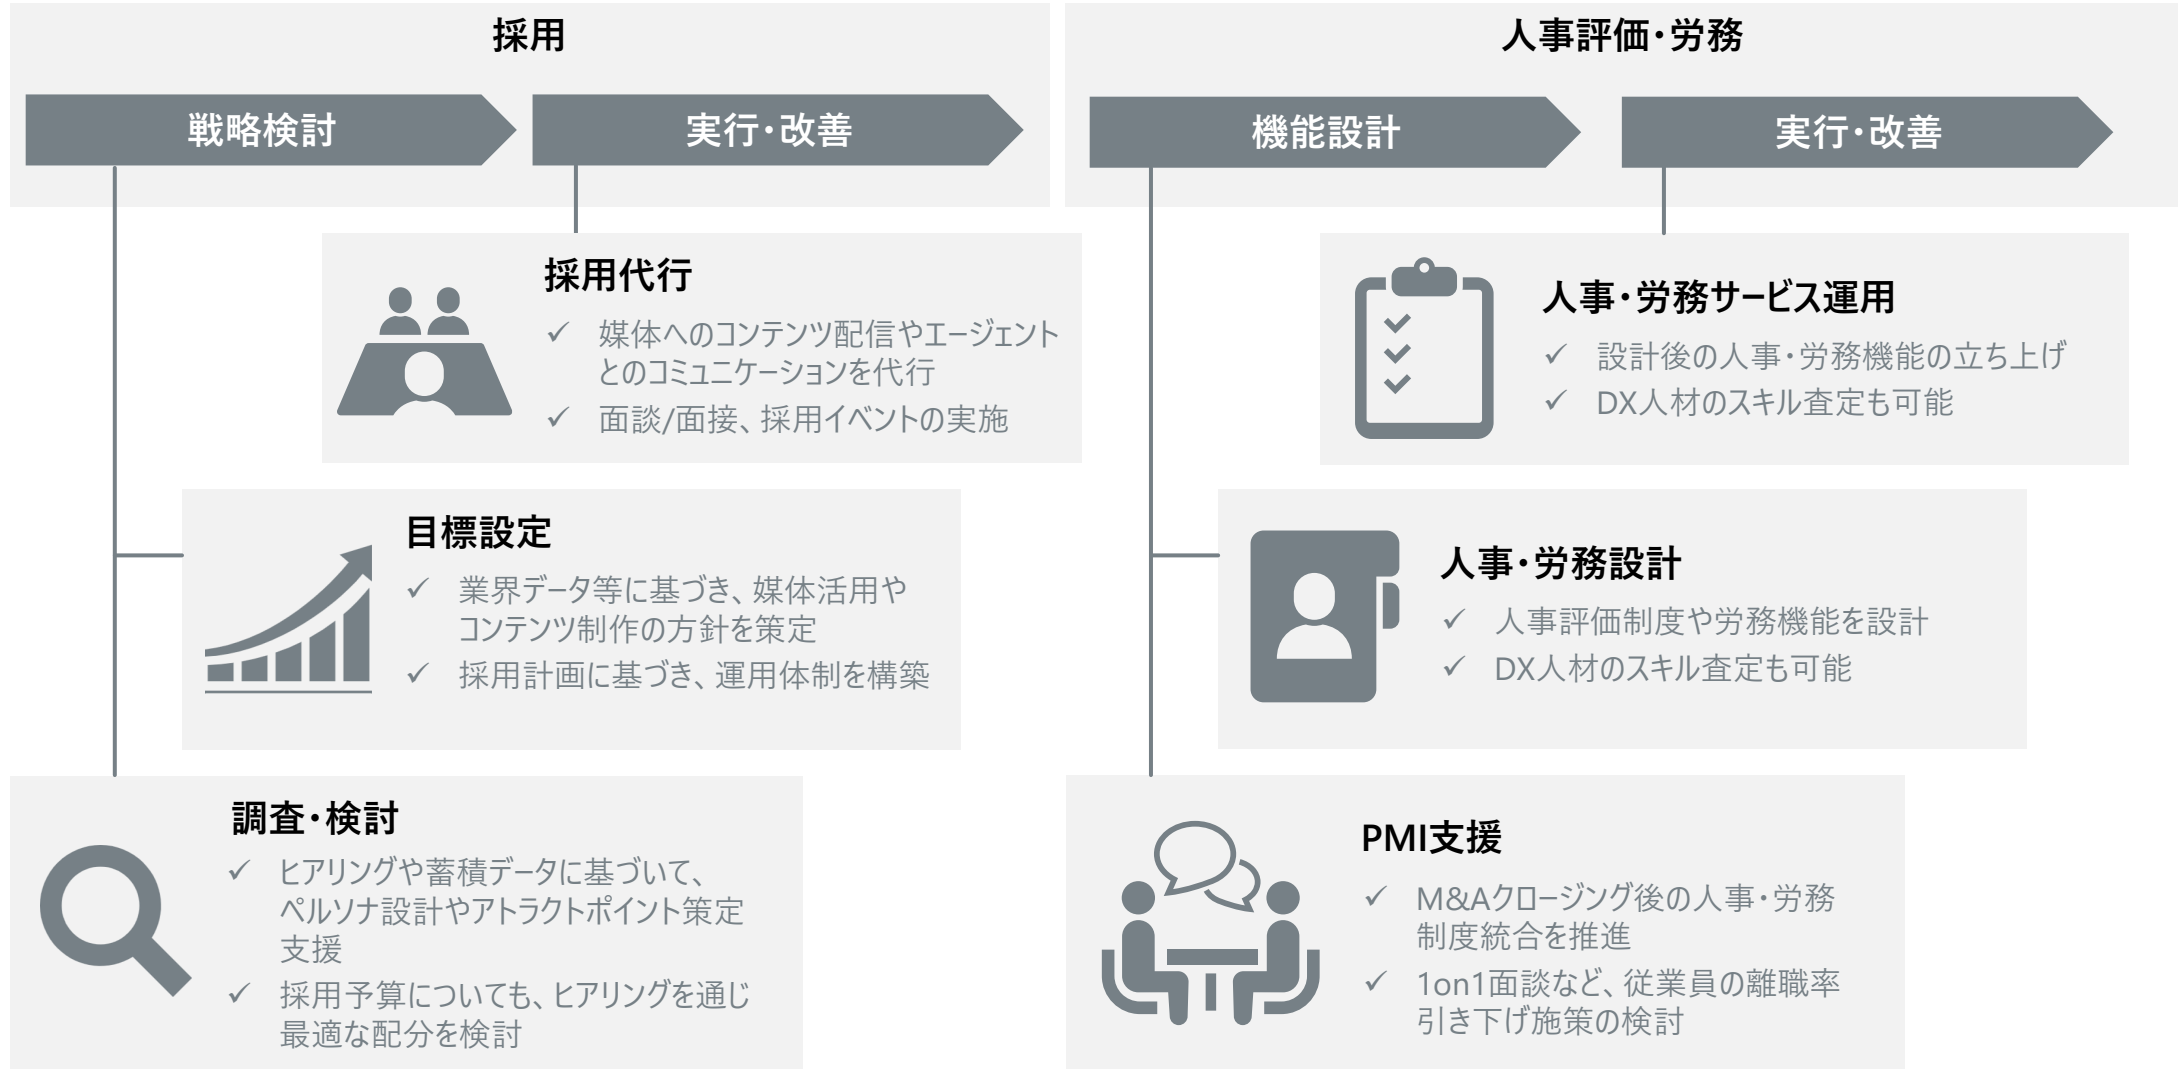 採用
戦略検討
実行・改善
採用代行
✓ 媒体へのコンテンツ配信やエージェント
とのコミュニケーションを代行
✓ 面談/面接、採用イベントの実施
目標設定
✓ 業界データ等に基づき、媒体活用や
コンテンツ制作の方針を策定
✓ 採用計画に基づき、運用体制を構築
調査・検討
✓ ヒアリングや蓄積データに基づいて、
ペルソナ設計やアトラクトポイント策定
支援
✓ 採用予算についても、ヒアリングを通じ
最適な配分を検討
人事評価・労務
機能設計
実行・改善
人事・労務サービス運用
✓ 設計後の人事・労務機能の立ち上げ
✓ DX人材のスキル査定も可能
人事・労務設計
✓ 人事評価制度や労務機能を設計
✓ DX人材のスキル査定も可能
PMI支援
✓ M&Aクロージング後の人事・労務
制度統合を推進
✓ 1on1面談など、従業員の離職率
引き下げ施策の検討